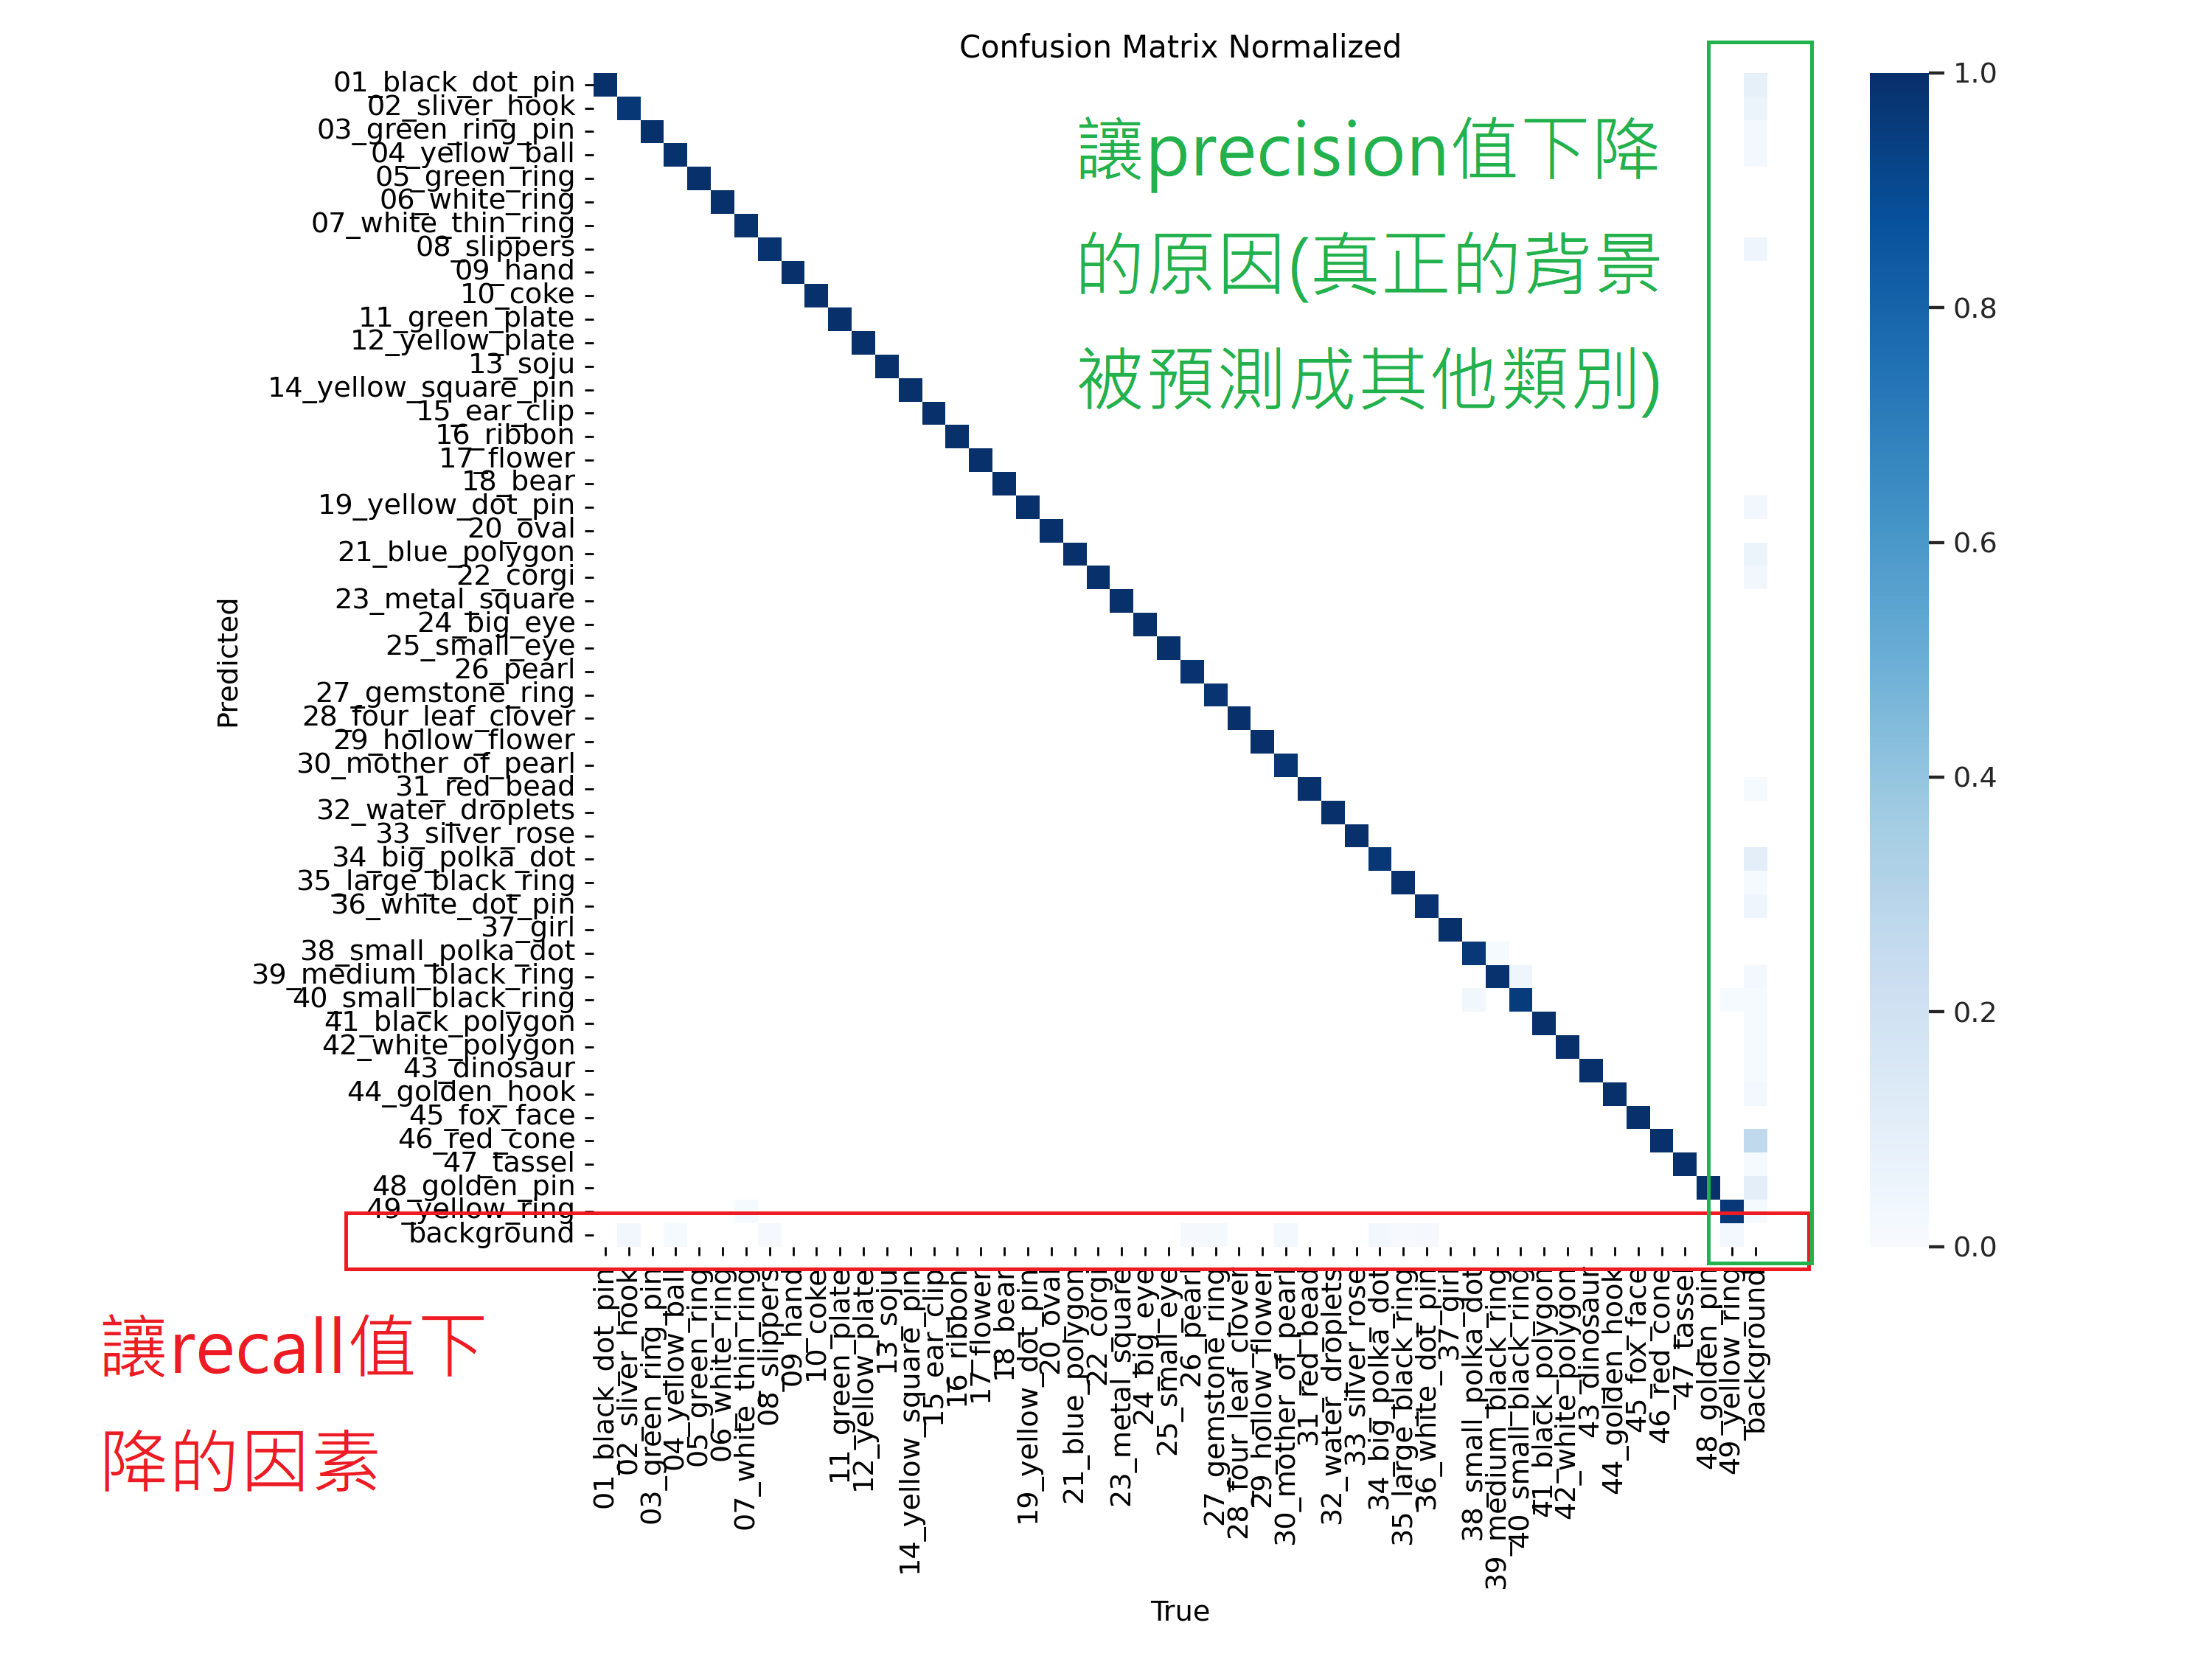 Confusion Matrix Normalized
讓precision值下降
的原因(真正的背景
被預測成其他類別)
Predicted
01_black_dot_pin
02_sliver_hook
03_green_ring_pin
04_yellow_ball
05_green_ring
06_white_ring
07_white_thin_ring
08_slippers
09_hand
10_coke
11_green_plate
12_yellow_plate
13_soju
14_yellow_square_pin
15_ear_clip
16_ribbon
17_flower
18_bear
19_yellow_dot_pin
20_oval
21_blue_polygon
22_corgi
23_metal_square
24_big_eye
25_small_eye
26_pearl
27_gemstone_ring
28_four_leaf_clover
29_hollow_flower
30_mother_of_pearl
31_red_bead
32_water_droplets
33_silver_rose
34_big_polka_dot
35_large_black_ring
36_white_dot_pin
37_girl
38_small_polka_dot
39_medium_black_ring
40_small_black_ring
41_black_polygon
42_white_polygon
43_dinosaur
44_golden_hook
45_fox_face
46_red_cone
47_tassel
48_golden_pin
49_yellow_ring
background
1.0
0.8
0.6
0.4
0.2
0.0
讓recall值下
降的因素
01_black_dot_pin
02_sliver_hook
03_green_ring_pin
04_yellow_ball
05_green_ring
06_white_ring
07_white_thin_ring
08_slippers
09_hand
10_coke
11_green_plate
12_yellow_plate
13_soju
14_yellow_square_pin
15_ear_clip
16_ribbon
17_flower
18_bear
19_yellow_dot_pin
20_oval
21_blue_polygon
22_corgi
23_metal_square
24_big_eye
25_small_eye
26_pearl
27_gemstone_ring
28_four_leaf_clover
29_hollow_flower
30_mother_of_pearl
31_red_bead
32_water_droplets
33_silver_rose
34_big_polka_dot
35_large_black_ring
36_white_dot_pin
37_girl
38_small_polka_dot
39_medium_black_ring
40_small_black_ring
41_black_polygon
42_white_polygon
43_dinosaur
44_golden_hook
45_fox_face
46_red_cone
47_tassel
48_golden_pin
49_yellow_ring
background
True